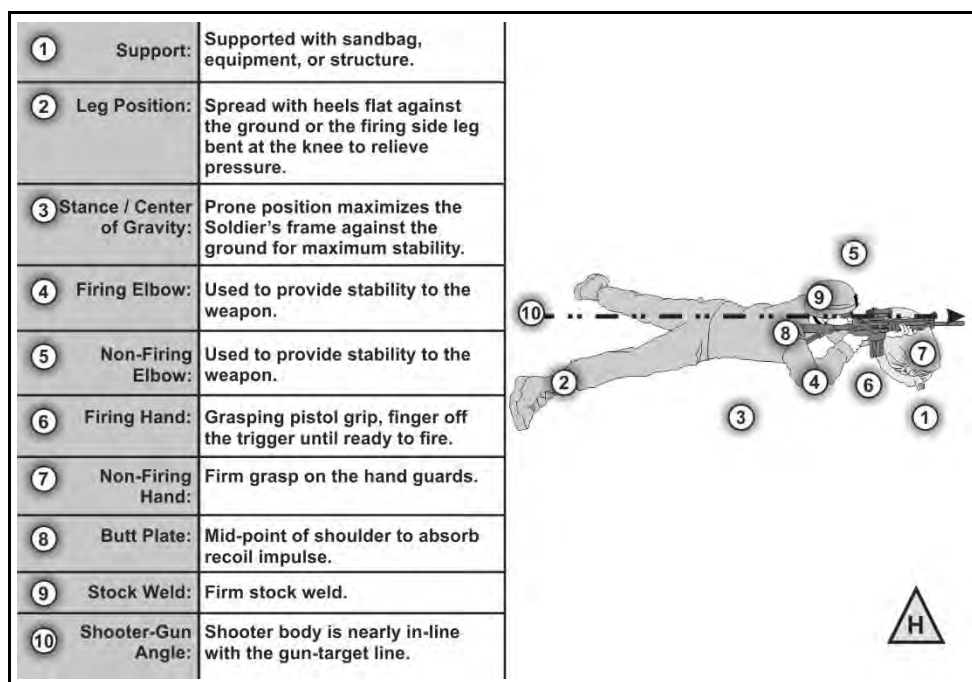 1 Support: Supported with sandbag,
equipment, or structure.
2 Leg Position: Spread with heels flat against
the ground or the firing side leg
bent at the knee to relieve
pressure.
3 Stance / Center
of Gravity: Prone position maximizes the
Soldier's frame against the
ground for maximum stability.
4 Firing Elbow: Used to provide stability to the
weapon.
5 Non-Firing
Elbow: Used to provide stability to the
weapon.
6 Firing Hand: Grasping pistol grip, finger off
the trigger until ready to fire.
7 Non-Firing
Hand: Firm grasp on the hand guards.
8 Butt Plate: Mid-point of shoulder to absorb
recoil impulse.
9 Stock Weld: Firm stock weld.
10 Shooter-Gun
Angle: Shooter body is nearly in-line
with the gun-target line.
5
9
10
8
7
2
4
6
3
1
H